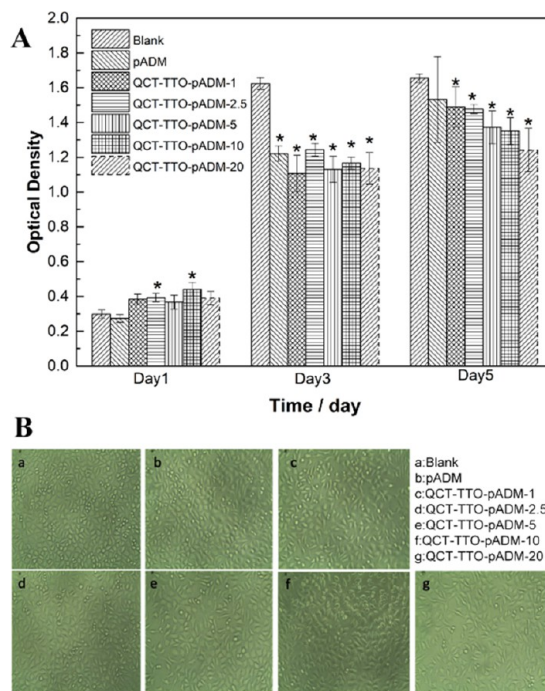 A
Blank
pADM
QCT-TTO-pADM-1
QCT-TTO-pADM-2.5
QCT-TTO-pADM-5
QCT-TTO-pADM-10
QCT-TTO-pADM-20
1.8
1.6
1.4
1.2
1.0
0.8
0.6
0.4
0.2
0.0
Optical Density
* * * * * * * * * * * * *
Day1 Day3 Day5
Time / day
B
a b c
a:Blank
b:pADM
c:QCT-TTO-pADM-1
d:QCT-TTO-pADM-2.5
e:QCT-TTO-pADM-5
f:QCT-TTO-pADM-10
g:QCT-TTO-pADM-20
d e f g